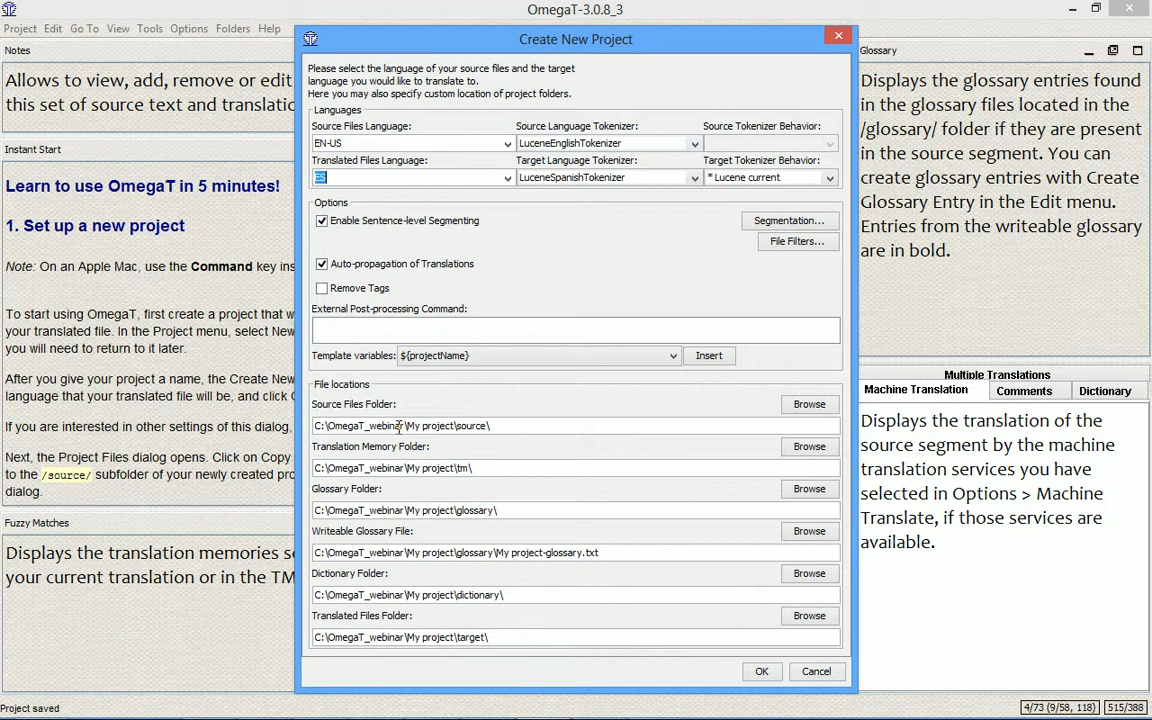 OmegaT-3.0.8_3
Project Edit Go To View Tools Options Folders Help
Notes
Allows to view, add, remove or edit
this set of source text and translatio
Instant Start
Learn to use OmegaT in 5 minutes!
1. Set up a new project
Note: On an Apple Mac, use the Command key ins
To start using OmegaT, first create a project that w
your translated file. In the Project menu, select New
you will need to return to it later.
After you give your project a name, the Create New
language that your translated file will be, and click O
If you are interested in other settings of this dialog,
Next, the Project Files dialog opens. Click on Copy
to the /source/ subfolder of your newly created pro
dialog.
Fuzzy Matches
Displays the translation memories s
your current translation or in the TM
Project saved
Create New Project
Please select the language of your source files and the target
language you would like to translate to.
Here you may also specify custom location of project folders.
Languages
Source Files Language: Source Language Tokenizer: Source Tokenizer Behavior:
EN-US LuceneEnglishTokenizer
Translated Files Language: Target Language Tokenizer: Target Tokenizer Behavior:
ES LuceneSpanishTokenizer * Lucene current
Options
Enable Sentence-level Segmenting Segmentation...
File Filters...
Auto-propagation of Translations
Remove Tags
External Post-processing Command:
Template variables: ${projectName} Insert
File locations
Source Files Folder: Browse
C:\OmegaT_webinar\My project\source\
Translation Memory Folder: Browse
C:\OmegaT_webinar\My project\tm\
Glossary Folder: Browse
C:\OmegaT_webinar\My project\glossary\
Writeable Glossary File: Browse
C:\OmegaT_webinar\My project\glossary\My project-glossary.txt
Dictionary Folder: Browse
C:\OmegaT_webinar\My project\dictionary\
Translated Files Folder: Browse
C:\OmegaT_webinar\My project\target\
OK Cancel
Glossary
Displays the glossary entries found
in the glossary files located in the
/glossary/ folder if they are present
in the source segment. You can
create glossary entries with Create
Glossary Entry in the Edit menu.
Entries from the writeable glossary
are in bold.
Multiple Translations
Machine Translation Comments Dictionary
Displays the translation of the
source segment by the machine
translation services you have
selected in Options > Machine
Translate, if those services are
available.
4/73 (9/58, 118) 515/388